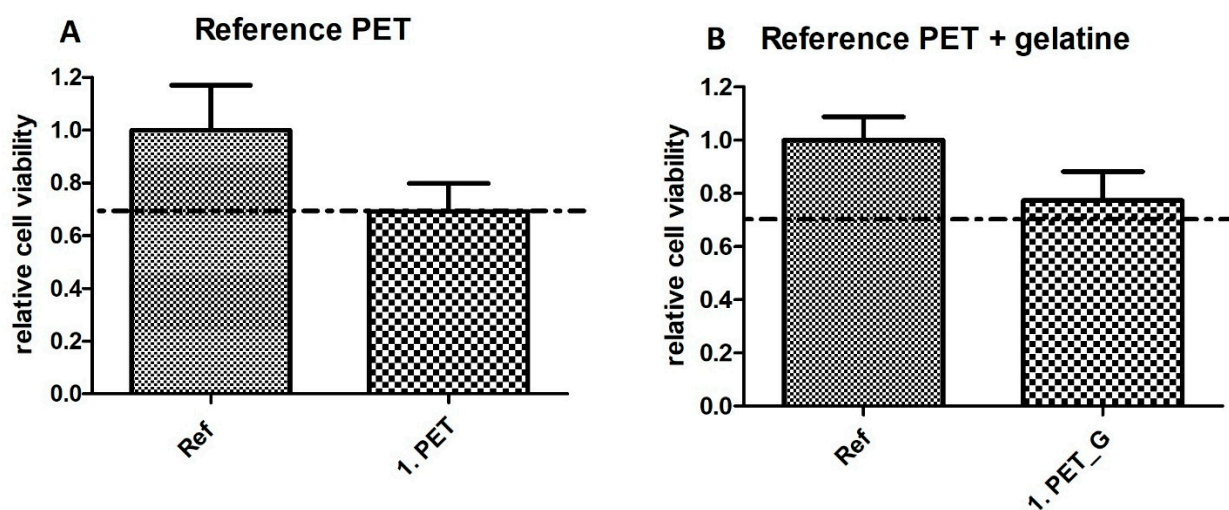 A Reference PET
relative cell viability
1.2
1.0
0.8
0.6
0.4
0.2
0.0
Ref
1. PET
B Reference PET + gelatine
relative cell viability
1.2
1.0
0.8
0.6
0.4
0.2
0.0
Ref
1. PET_G